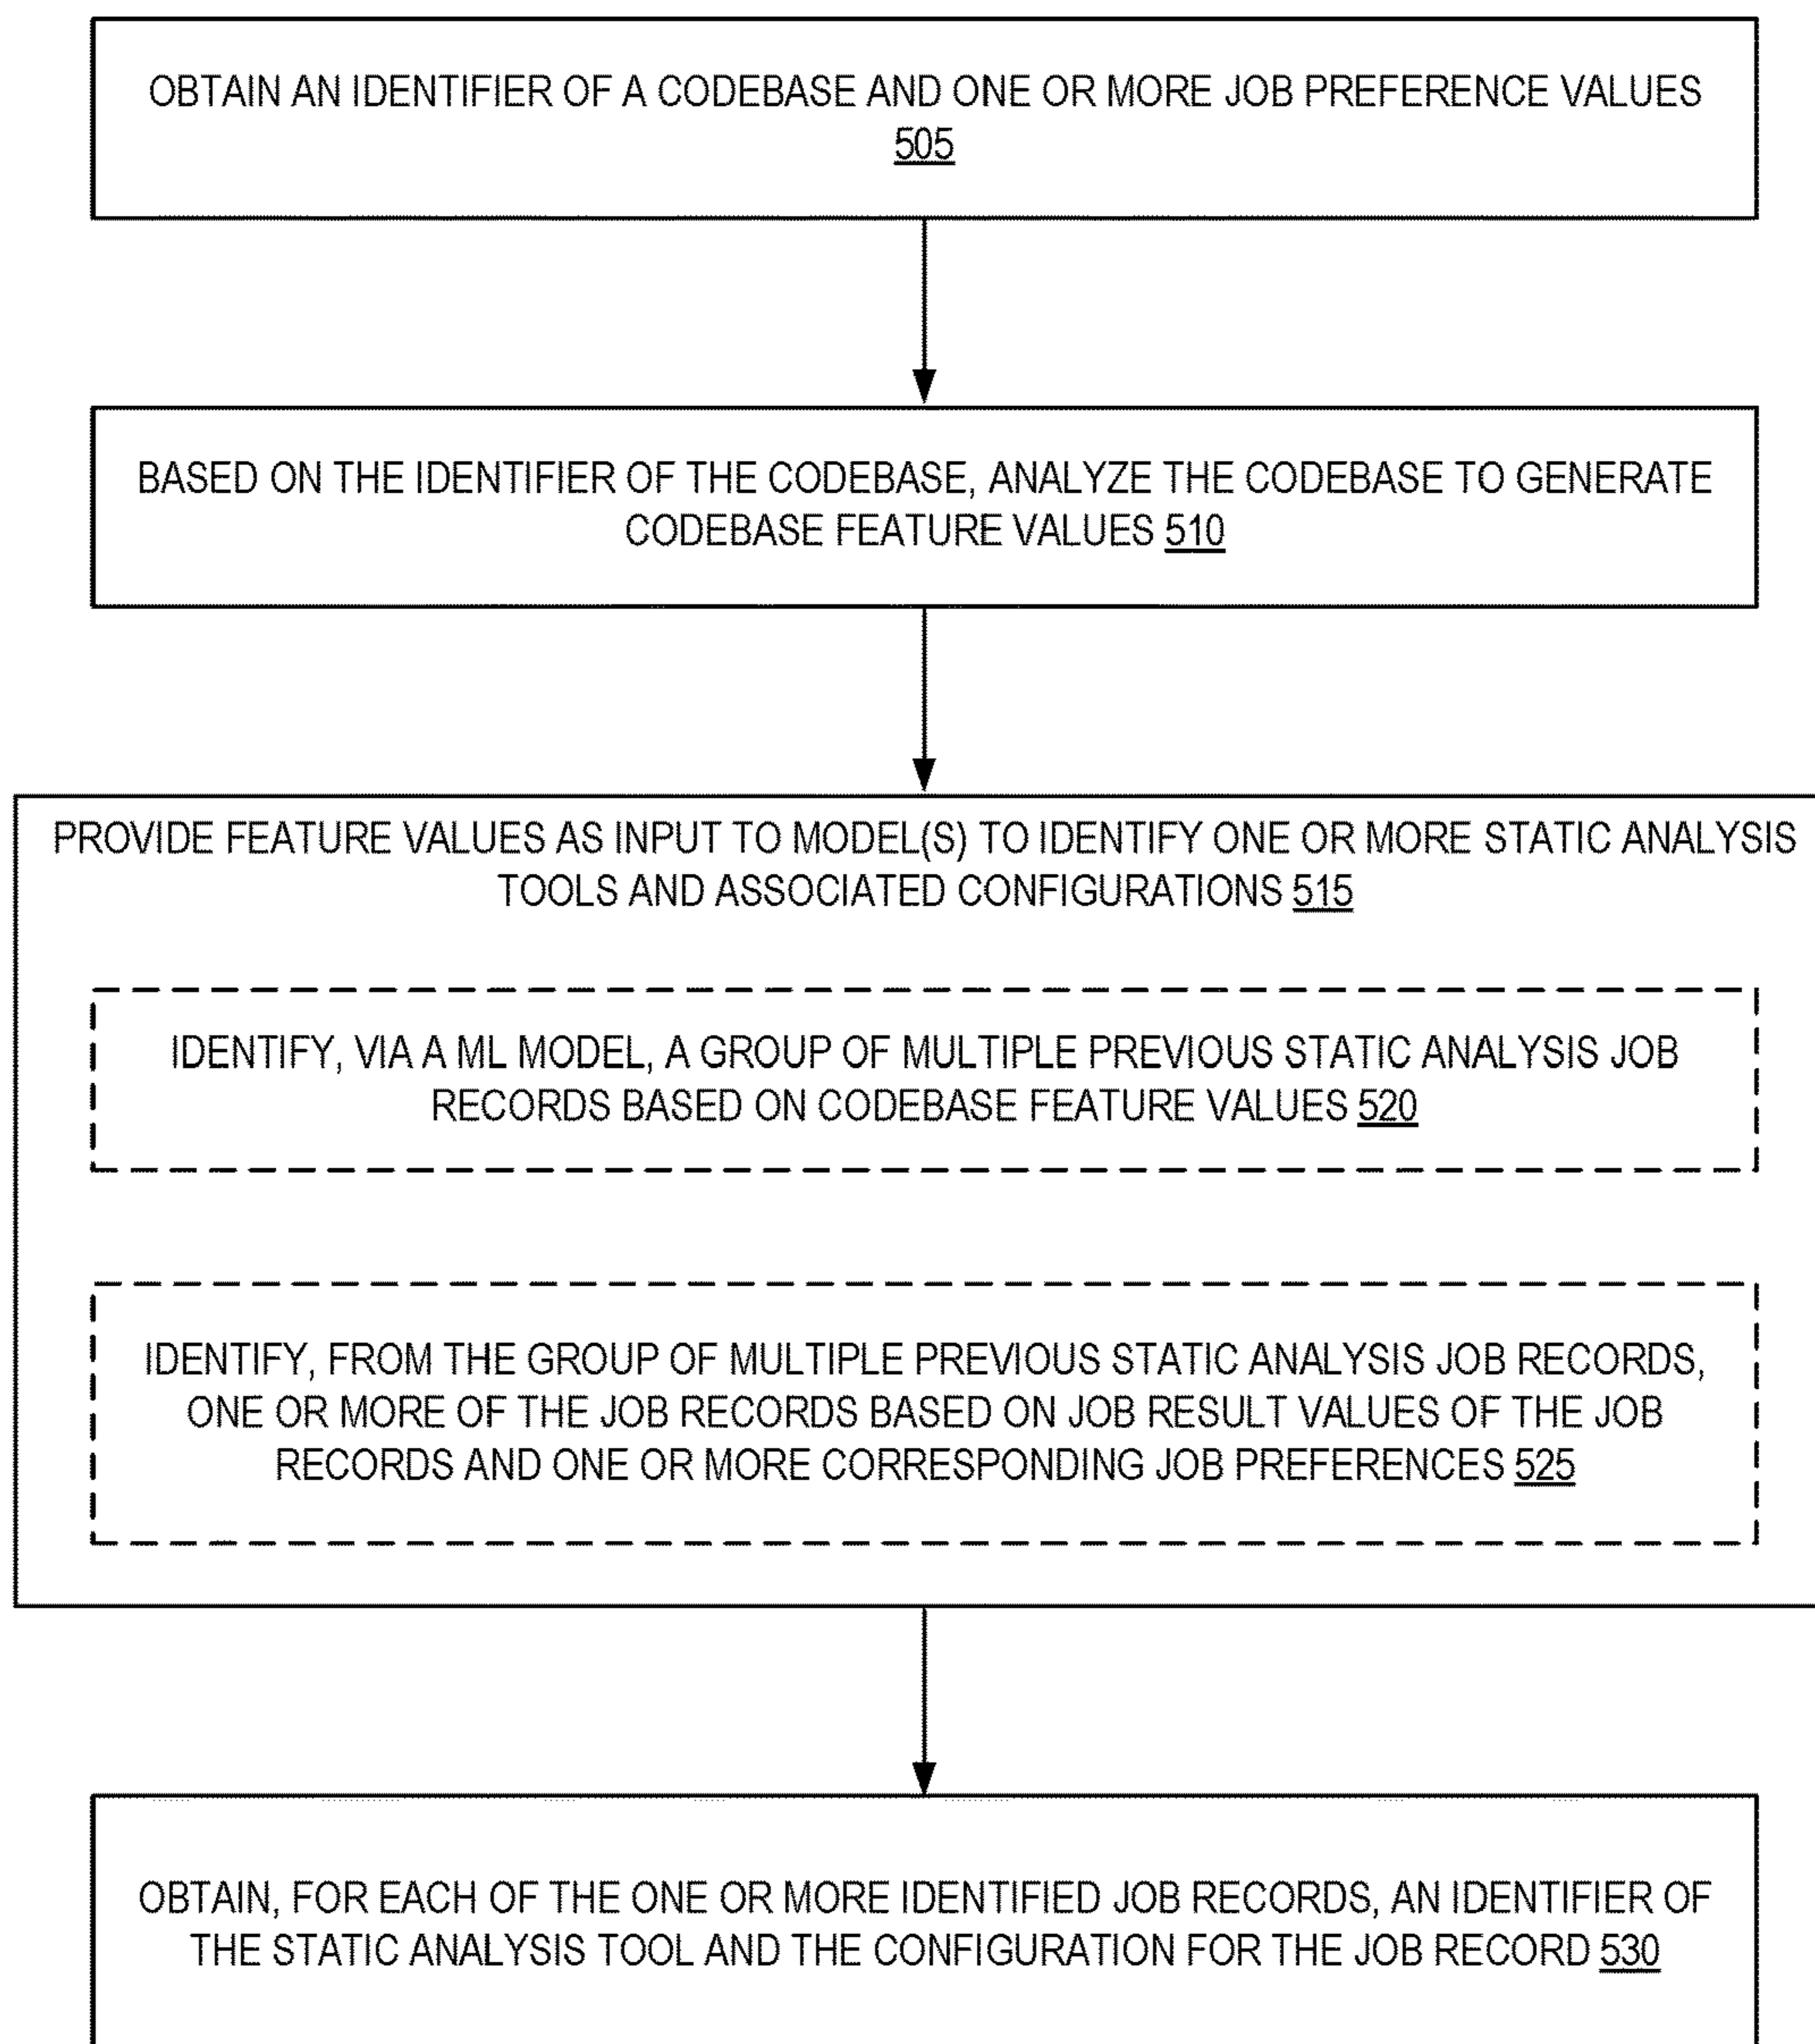 OBTAIN AN IDENTIFIER OF A CODEBASE AND ONE OR MORE JOB PREFERENCE VALUES
505
BASED ON THE IDENTIFIER OF THE CODEBASE, ANALYZE THE CODEBASE TO GENERATE
CODEBASE FEATURE VALUES 510
PROVIDE FEATURE VALUES AS INPUT TO MODEL(S) TO IDENTIFY ONE OR MORE STATIC ANALYSIS
TOOLS AND ASSOCIATED CONFIGURATIONS 515
IDENTIFY, VIA A ML MODEL, A GROUP OF MULTIPLE PREVIOUS STATIC ANALYSIS JOB
RECORDS BASED ON CODEBASE FEATURE VALUES 520
IDENTIFY, FROM THE GROUP OF MULTIPLE PREVIOUS STATIC ANALYSIS JOB RECORDS,
ONE OR MORE OF THE JOB RECORDS BASED ON JOB RESULT VALUES OF THE JOB
RECORDS AND ONE OR MORE CORRESPONDING JOB PREFERENCES 525
OBTAIN, FOR EACH OF THE ONE OR MORE IDENTIFIED JOB RECORDS, AN IDENTIFIER OF
THE STATIC ANALYSIS TOOL AND THE CONFIGURATION FOR THE JOB RECORD 530